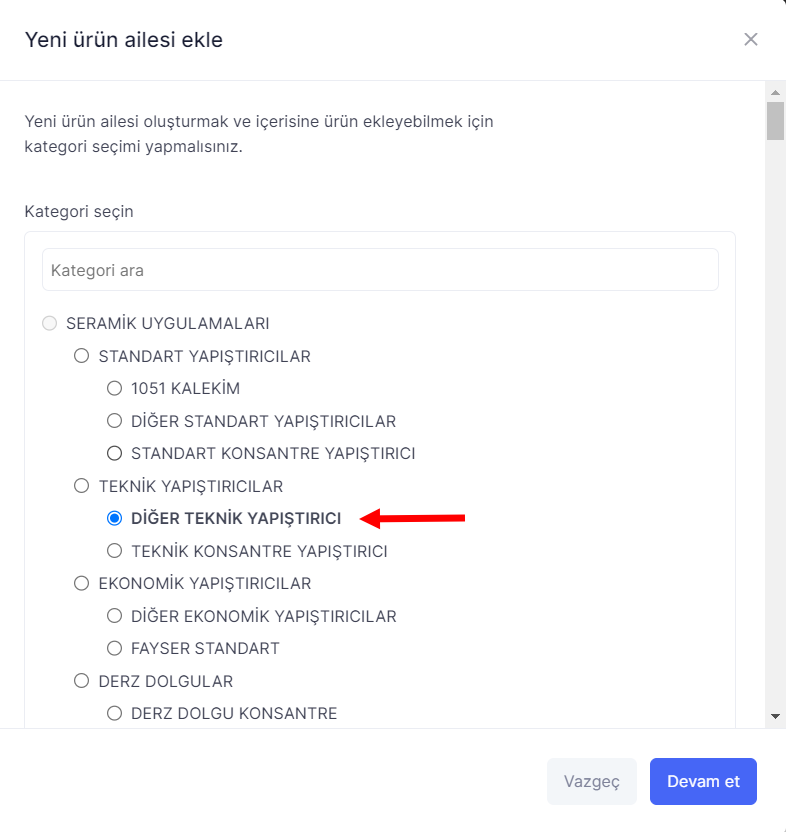 Yeni ürün ailesi ekle
Yeni ürün ailesi oluşturmak ve içerisine ürün ekleyebilmek için
kategori seçimi yapmalısınız.
Kategori seçin
Kategori ara
SERAMİK UYGULAMALARI
STANDART YAPIŞTIRICILAR
1051 KALEKİM
DİĞER STANDART YAPIŞTIRICILAR
STANDART KONSANTRE YAPIŞTIRICI
TEKNİK YAPIŞTIRICILAR
DİĞER TEKNİK YAPIŞTIRICI
TEKNİK KONSANTRE YAPIŞTIRICI
EKONOMİK YAPIŞTIRICILAR
DİĞER EKONOMİK YAPIŞTIRICILAR
FAYSER STANDART
DERZ DOLGULAR
DERZ DOLGU KONSANTRE
Vazgeç
Devam et